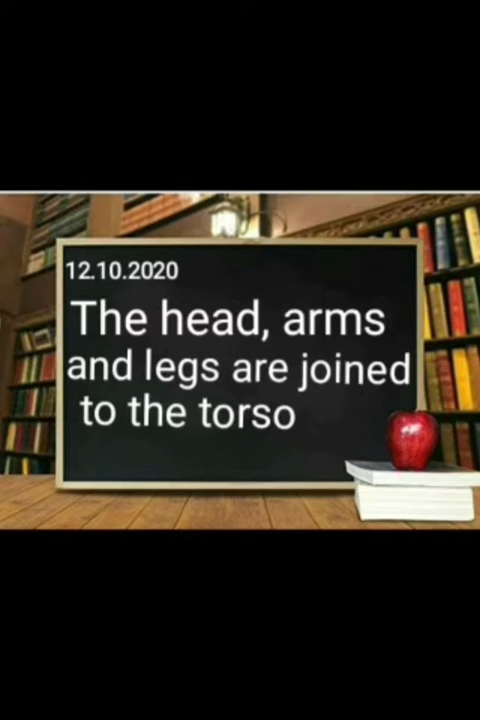 12.10.2020
The head, arms
and legs are joined
to the torso